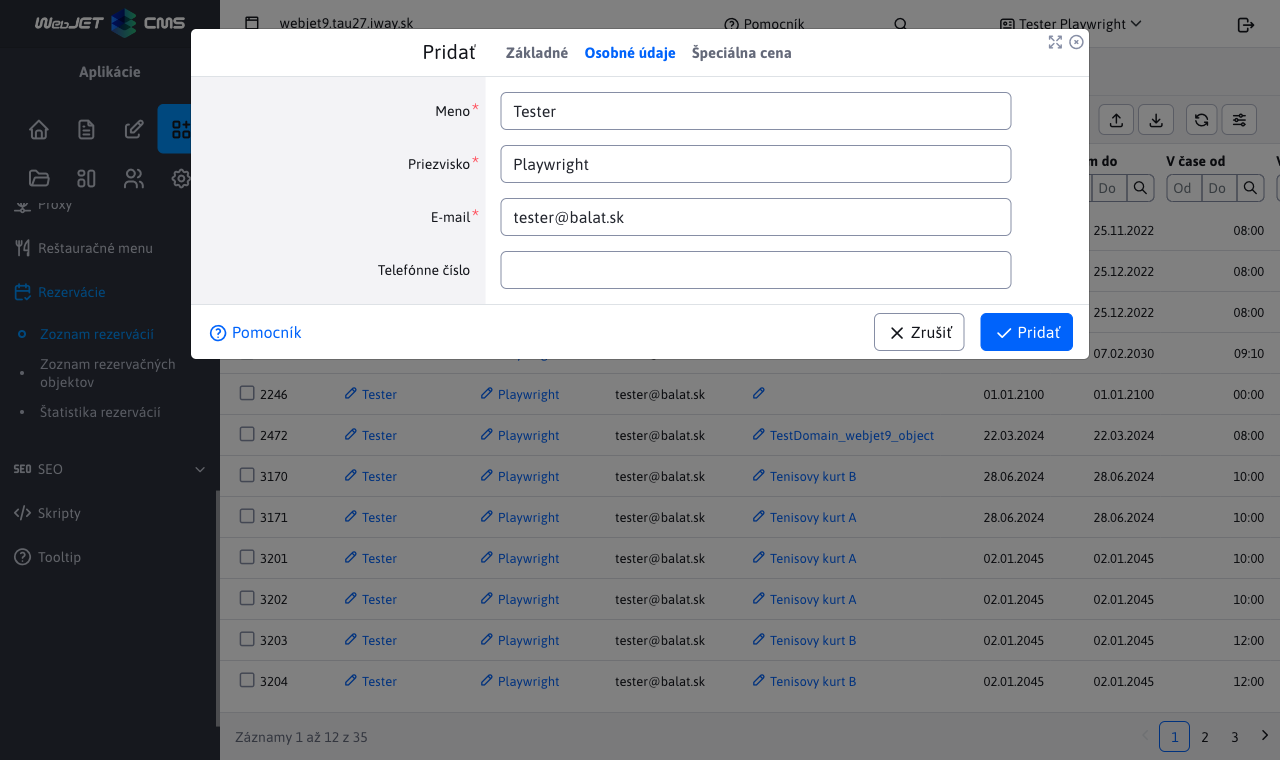 WebJET CMS
webjet9.tau27.iway.sk
Pomocník
Tester Playwright
Aplikácie
Proxy
Reštauračné menu
Rezervácie
Zoznam rezervácií
Zoznam rezervačných
objektov
Štatistika rezervácií
SEO SEO
Skripty
Tooltip
Pridať
Základné Osobné údaje Špeciálna cena
Meno* Tester
Priezvisko* Playwright
E-mail* tester@balat.sk
Telefónne číslo
Pomocník
Zrušiť Pridať
m do V čase od
Do Od Do
25.11.2022 08:00
25.12.2022 08:00
25.12.2022 08:00
07.02.2030 09:10
2246 Tester Playwright tester@balat.sk 01.01.2100 01.01.2100 00:00
2472 Tester Playwright tester@balat.sk TestDomain_webjet9_object 22.03.2024 22.03.2024 08:00
3170 Tester Playwright tester@balat.sk Tenisovy kurt B 28.06.2024 28.06.2024 10:00
3171 Tester Playwright tester@balat.sk Tenisovy kurt A 28.06.2024 28.06.2024 10:00
3201 Tester Playwright tester@balat.sk Tenisovy kurt A 02.01.2045 02.01.2045 10:00
3202 Tester Playwright tester@balat.sk Tenisovy kurt A 02.01.2045 02.01.2045 10:00
3203 Tester Playwright tester@balat.sk Tenisovy kurt B 02.01.2045 02.01.2045 12:00
3204 Tester Playwright tester@balat.sk Tenisovy kurt B 02.01.2045 02.01.2045 12:00
Záznamy 1 až 12 z 35
1 2 3